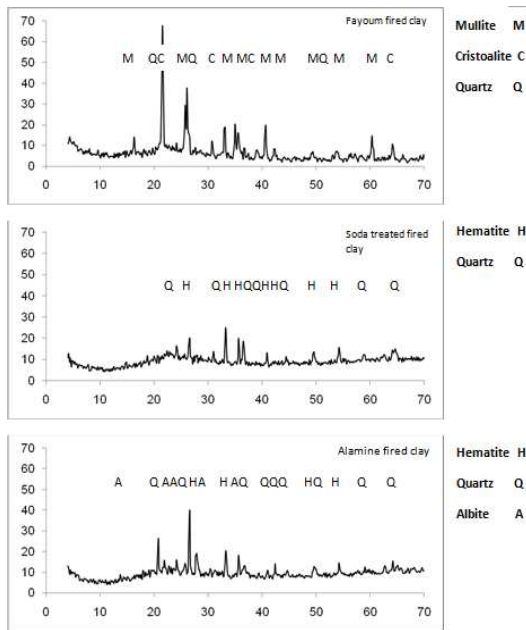 70
60
50
40
30
20
10
0
Fayoum fired clay
M QC MQ C M MC M M MQ M M C
0 10 20 30 40 50 60 70
Mullite M
Cristoalite C
Quartz Q
70
60
50
40
30
20
10
0
Soda treated fired
clay
Q H Q H HQQHHQ H H Q Q
0 10 20 30 40 50 60 70
Hematite H
Quartz Q
70
60
50
40
30
20
10
0
Alamine fired clay
A Q AAQHA H AQ QQQ HQ H Q Q
0 10 20 30 40 50 60 70
Hematite H
Quartz Q
Albite A